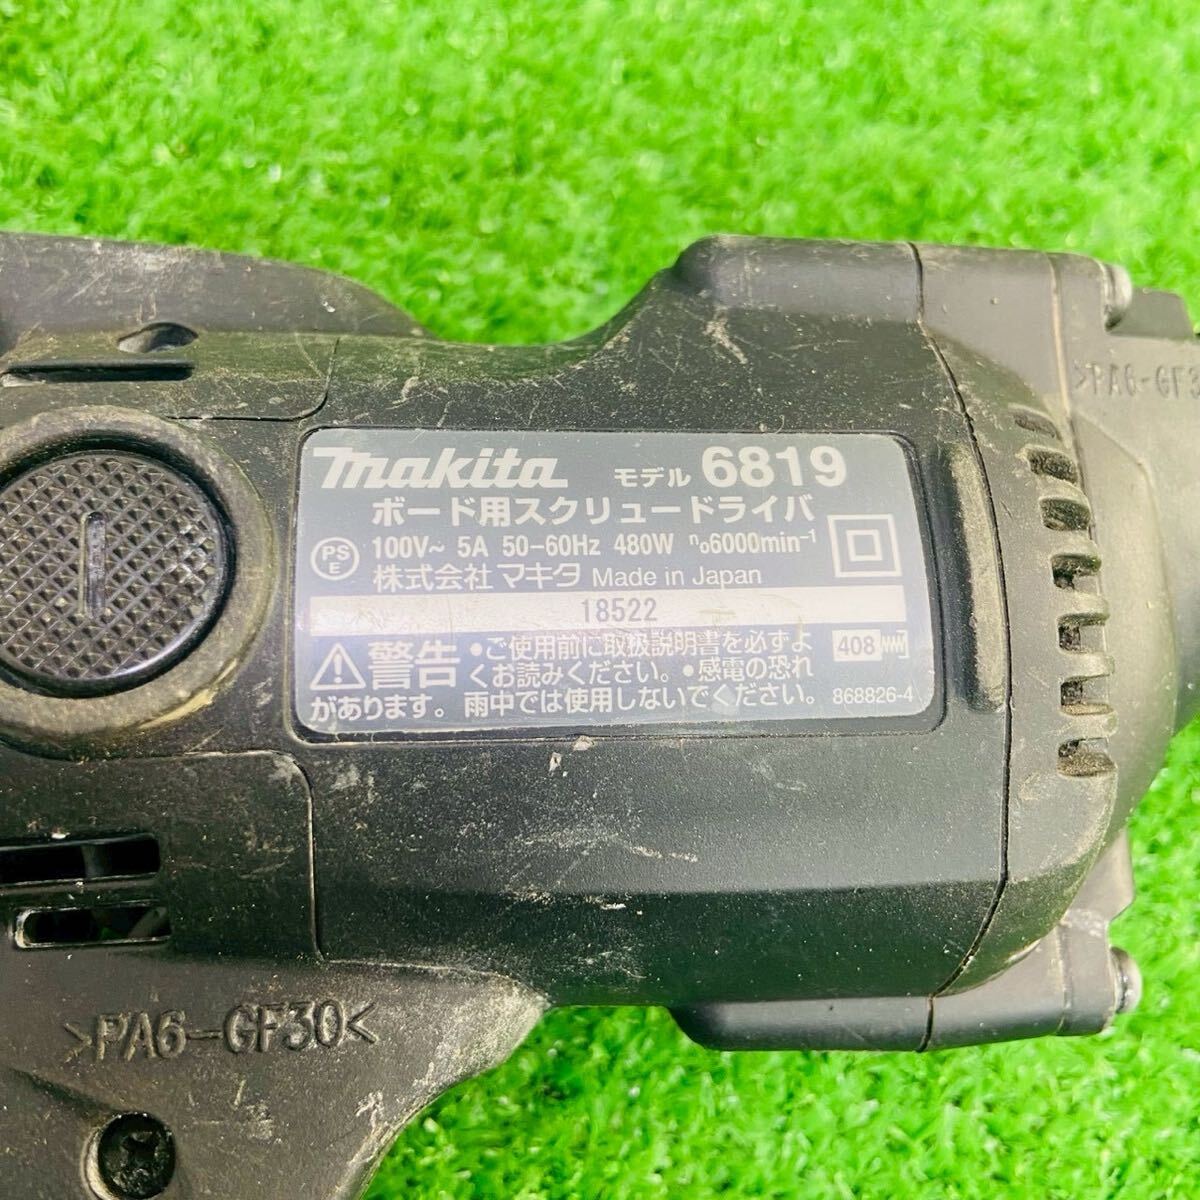 makita モデル 6819
ボード用スクリュードライバ
PS
E
100V~ 5A 50-60Hz 480W n₀6000min⁻¹
株式会社 マキタ Made in Japan
18522
警告 •ご使用前に取扱説明書を必ずよ
くお読みください。•感電の恐れ
があります。雨中では使用しないでください。
408
868826-4
>PA6-GF3
>PA6-GF30<